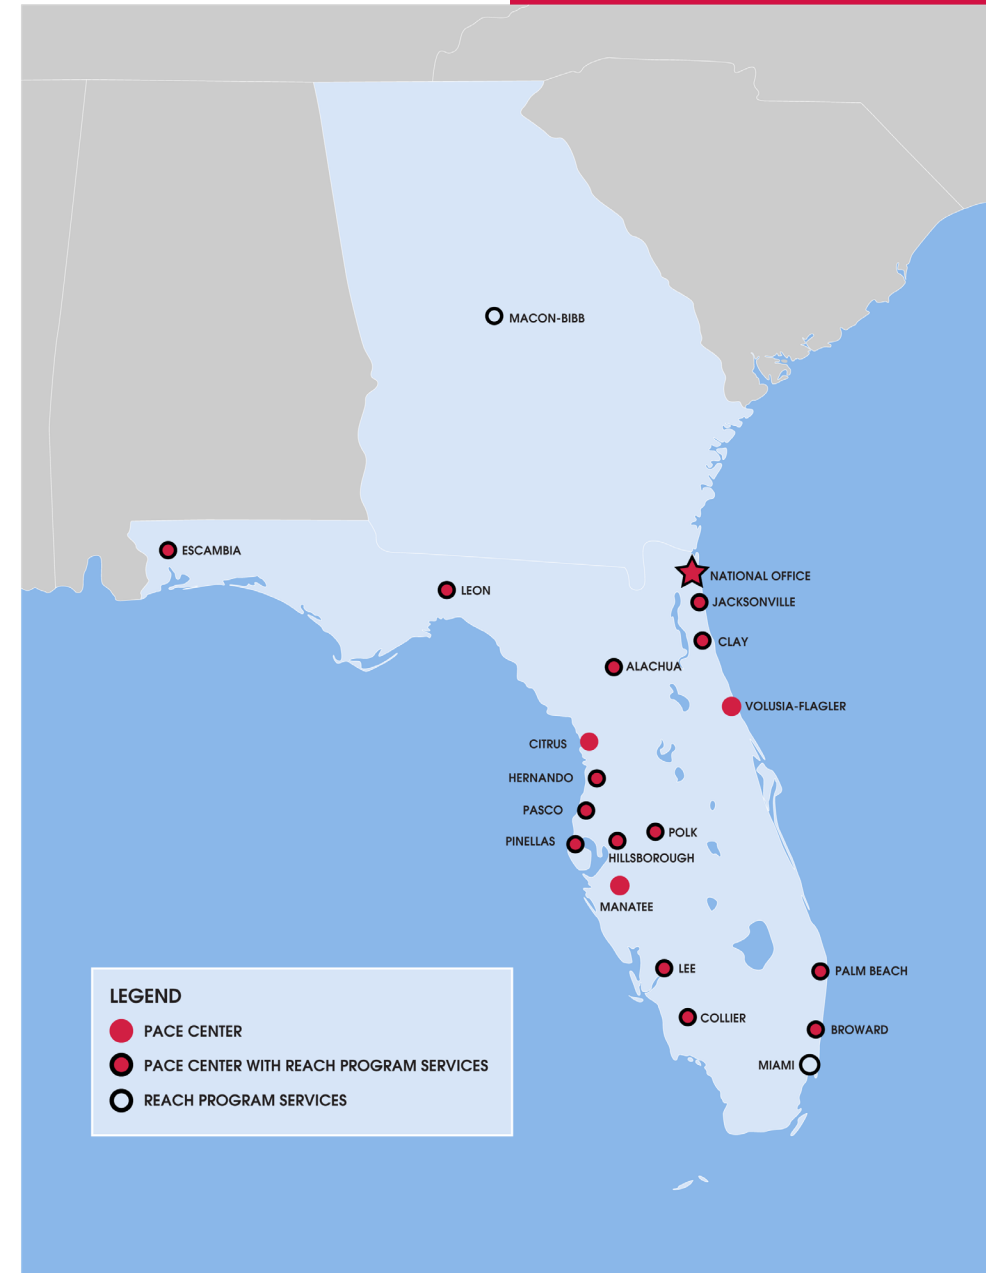 MACON-BIBB
ESCAMBIA
LEON
NATIONAL OFFICE
JACKSONVILLE
CLAY
ALACHUA
VOLUSIA-FLAGLER
CITRUS
HERNANDO
PASCO
POLK
PINELLAS
HILLSBOROUGH
MANATEE
LEE
PALM BEACH
COLLIER
BROWARD
MIAMI
LEGEND
PACE CENTER
PACE CENTER WITH REACH PROGRAM SERVICES
REACH PROGRAM SERVICES